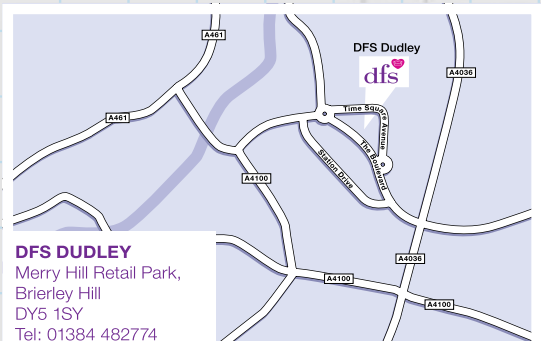 A461
DFS Dudley
dfs
A4036
A461
Time Square Avenue
The Boulevard
Station Drive
A4100
A4036
A4100
A4100
DFS DUDLEY
Merry Hill Retail Park,
Brierley Hill
DY5 1SY
Tel: 01384 482774